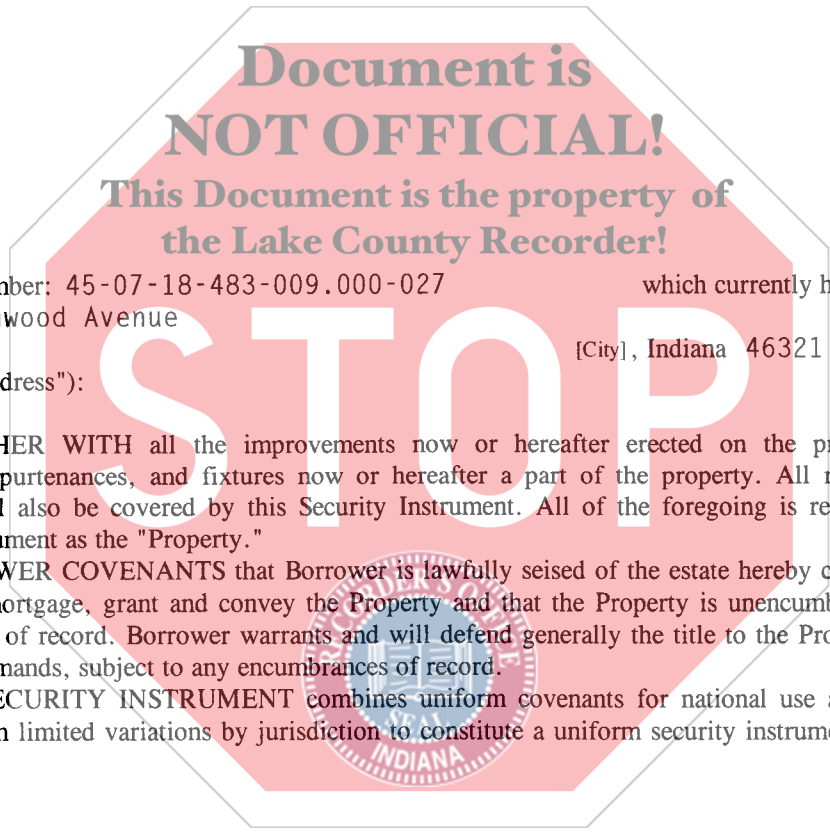 Document is
NOT OFFICIAL!
This Document is the property of
the Lake County Recorder!
nber: 45-07-18-483-009.000-027 which currently h
wood Avenue
[City], Indiana 46321
dress"):
STOP
HER WITH all the improvements now or hereafter erected on the pr
purtenances, and fixtures now or hereafter a part of the property. All r
l also be covered by this Security Instrument. All of the foregoing is re
ment as the "Property."
WER COVENANTS that Borrower is lawfully seised of the estate hereby c
ortgage, grant and convey the Property and that the Property is unencumb
of record. Borrower warrants and will defend generally the title to the Pro
mands, subject to any encumbrances of record.
ECURITY INSTRUMENT combines uniform covenants for national use a
n limited variations by jurisdiction to constitute a uniform security instrume
RECORDER'S OFFICE
SEAL
INDIANA